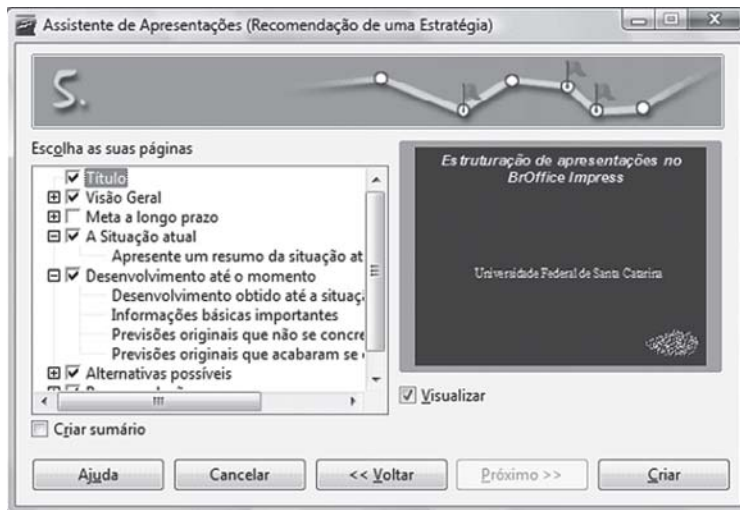 Assistente de Apresentações (Recomendação de uma Estratégia)
5.
Escolha as suas páginas
Título
Visão Geral
Meta a longo prazo
A Situação atual
Apresente um resumo da situação
Desenvolvimento até o momento
Desenvolvimento obtido até a
Informações básicas importantes
Previsões originais que não se
Previsões originais que acabaram se
Alternativas possíveis
Criar sumário
Estruturação de apresentações no
BrOffice Impress
Universidade Federal de Santa Catarina
Visualizar
Ajuda
Cancelar
<< Voltar
Próximo >>
Criar